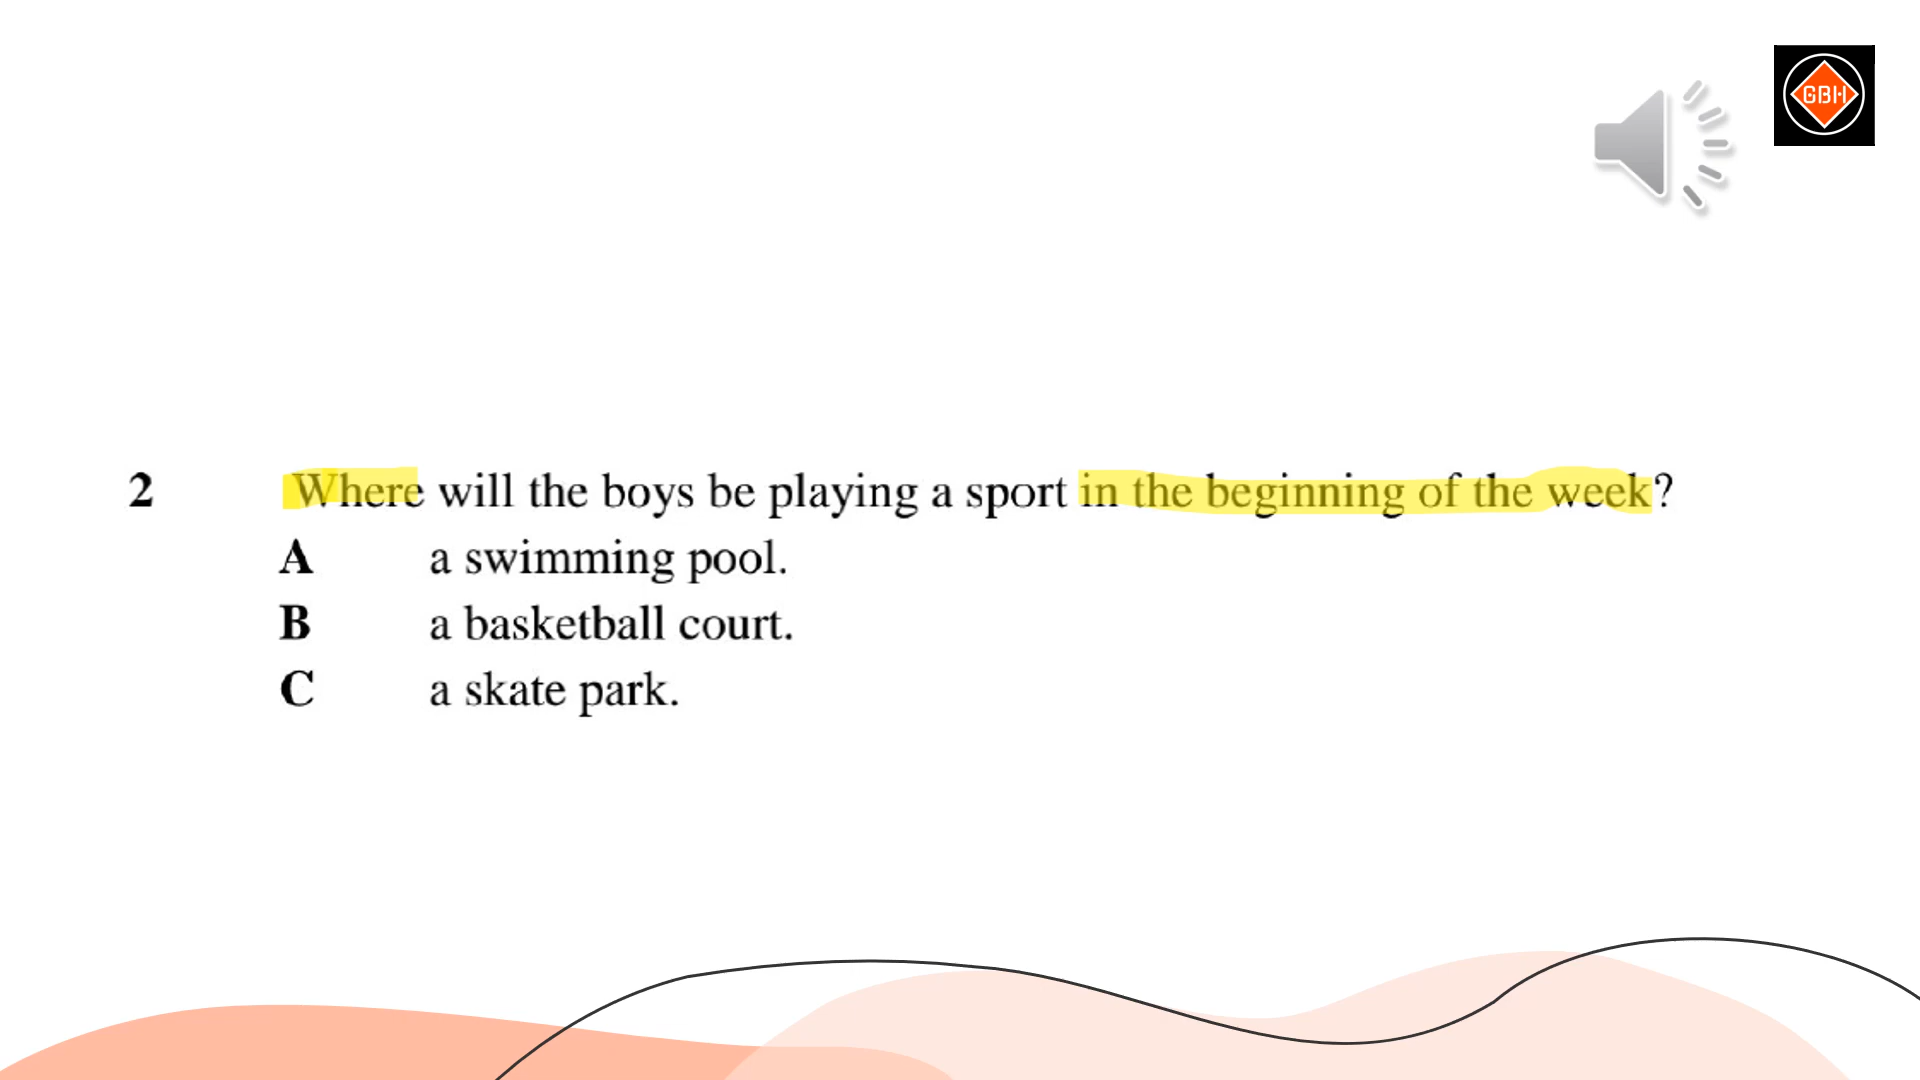 GBH
2 Where will the boys be playing a sport in the beginning of the week?
A a swimming pool.
B a basketball court.
C a skate park.